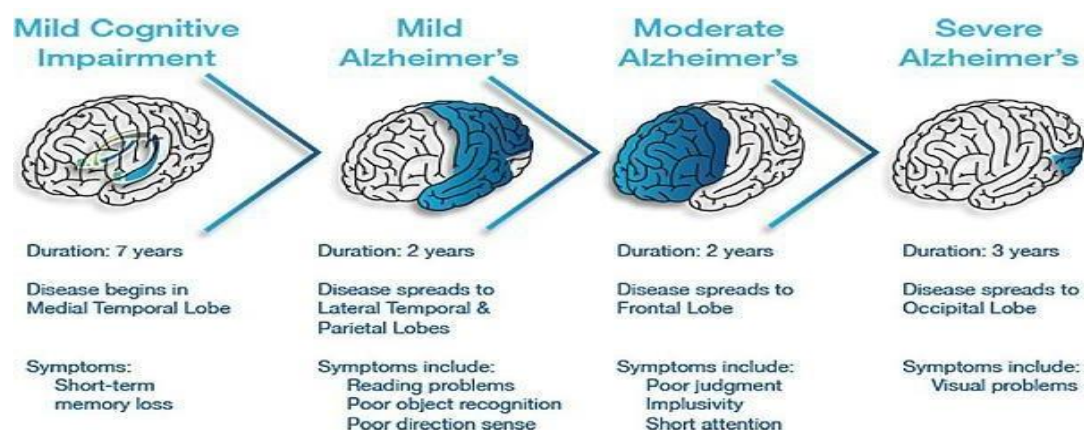 Mild Cognitive
Impairment
Duration: 7 years
Disease begins in
Medial Temporal Lobe
Symptoms:
Short-term
memory loss
Mild
Alzheimer's
Duration: 2 years
Disease spreads to
Lateral Temporal &
Parietal Lobes
Symptoms include:
Reading problems
Poor object recognition
Poor direction sense
Moderate
Alzheimer's
Duration: 2 years
Disease spreads to
Frontal Lobe
Symptoms include:
Poor judgment
Implusivity
Short attention
Severe
Alzheimer's
Duration: 3 years
Disease spreads to
Occipital Lobe
Symptoms include:
Visual problems